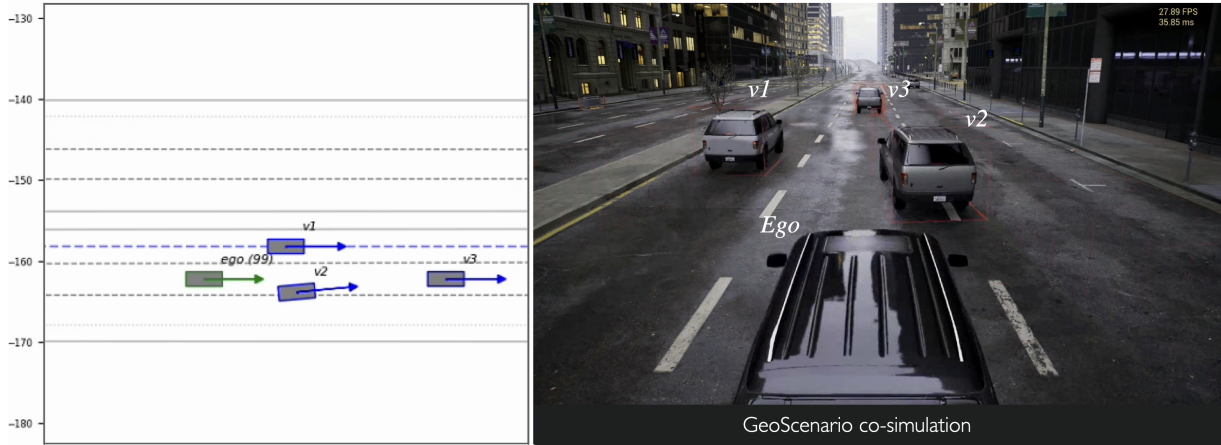 −130
−140
−150
−160
−170
−180
v1
ego (99)
v2
v3
27.89 FPS
35.85 ms
v1
v3
v2
Ego
GeoScenario co-simulation